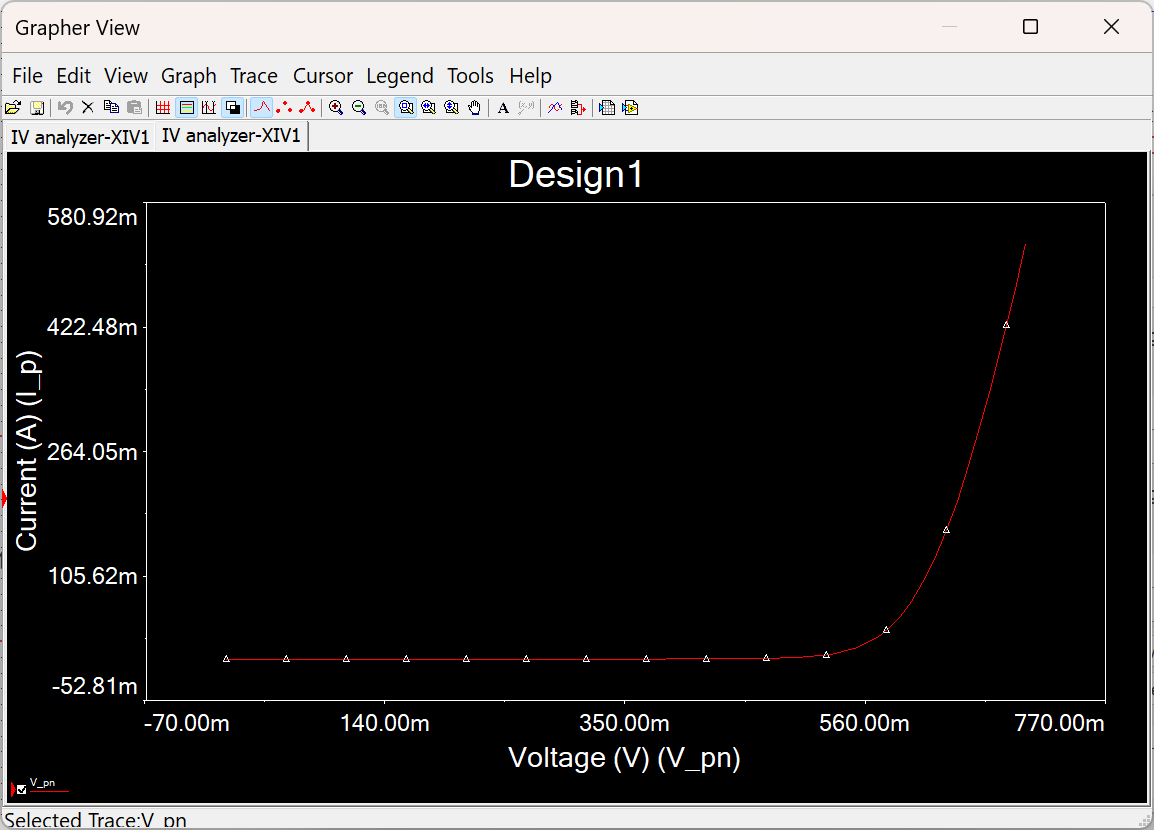 Grapher View
File Edit View Graph Trace Cursor Legend Tools Help
IV analyzer-XIV1 IV analyzer-XIV1
Design1
580.92m
422.48m
264.05m
105.62m
-52.81m
Current (A) (I_p)
-70.00m 140.00m 350.00m 560.00m 770.00m
Voltage (V) (V_pn)
V_pn
Selected Trace:V_pn